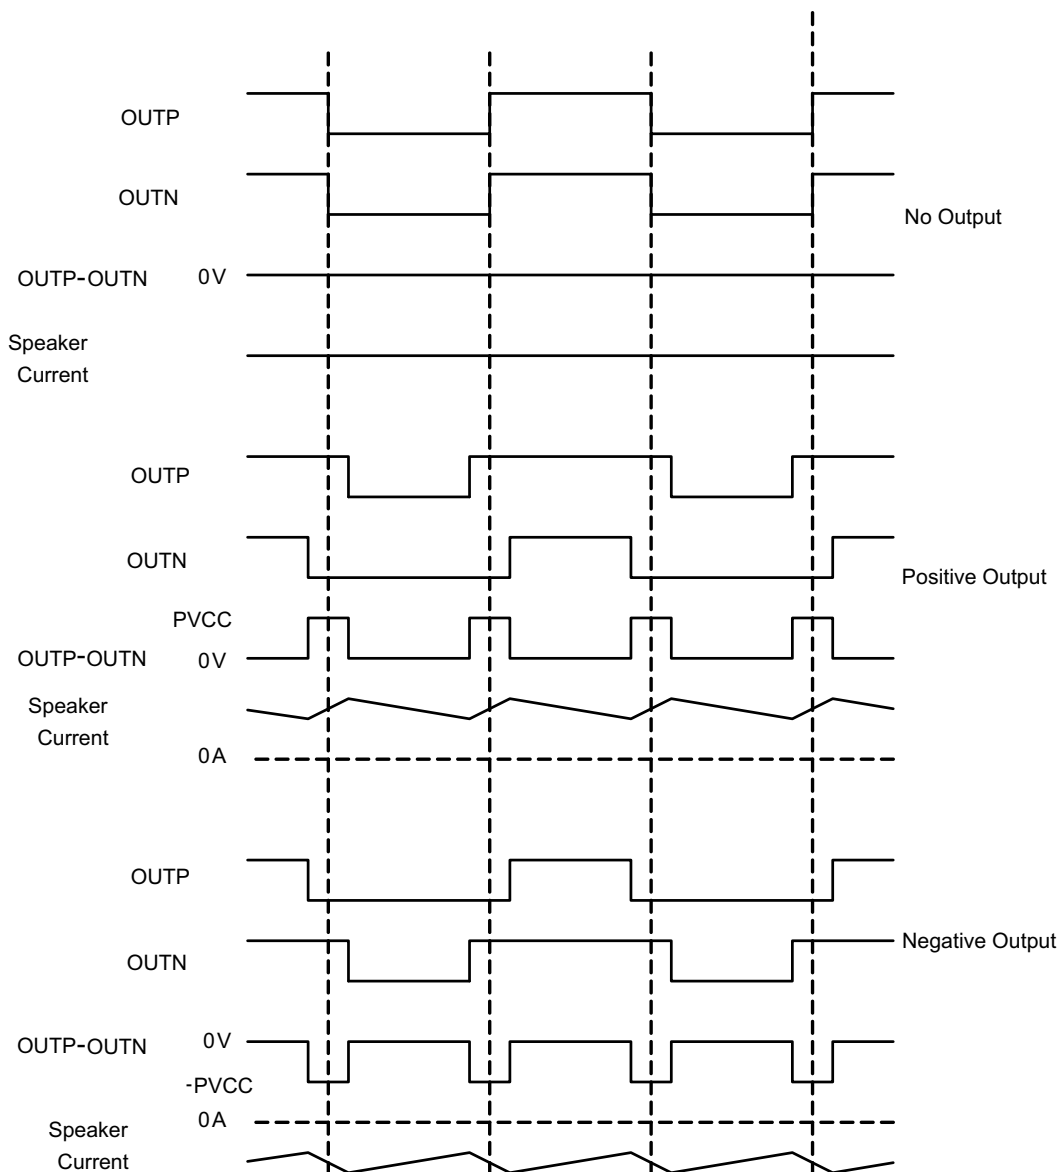 OUTP
OUTN
No Output
OUTP-OUTN 0V
Speaker
Current
OUTP
OUTN
Positive Output
PVCC
OUTP-OUTN 0V
Speaker
Current
0A
OUTP
OUTN
Negative Output
OUTP-OUTN 0V
-PVCC
0A
Speaker
Current